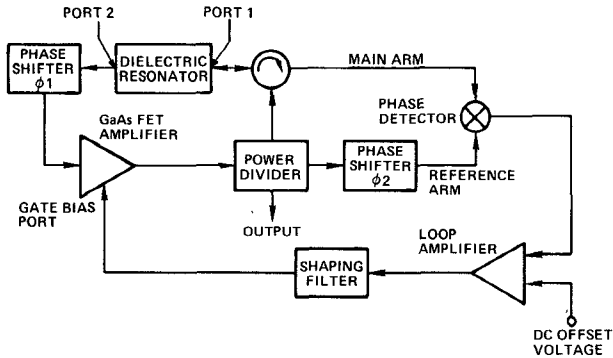 PORT 2
PORT 1
PHASE
SHIFTER
ϕ1
DIELECTRIC
RESONATOR
MAIN ARM
PHASE
DETECTOR
GaAs FET
AMPLIFIER
POWER
DIVIDER
PHASE
SHIFTER
ϕ2
REFERENCE
ARM
GATE BIAS
PORT
OUTPUT
LOOP
AMPLIFIER
SHAPING
FILTER
DC OFFSET
VOLTAGE